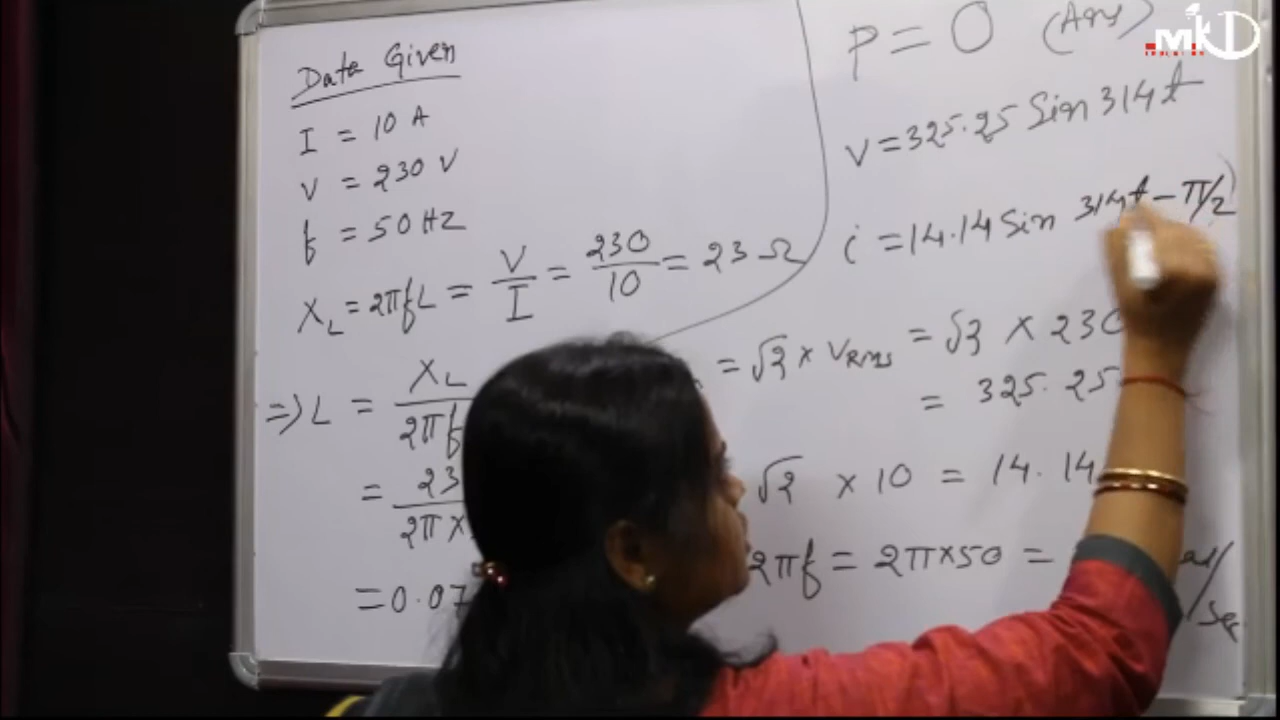 Data Given
I = 10 A
V = 230 V
f = 50 HZ
X_L = 2πfL = V/I = 230/10 = 23 Ω
=> L = X_L/2πf
= 23/2π×
= 0.07
P = 0 (Ans)
v = 325.25 Sin 314t
i = 14.14 Sin 314t - π/2)
= √2 × V_RMS = √2 × 230
= 325.25
√2 × 10 = 14.14
2πf = 2π×50 =
/Sec
MKD